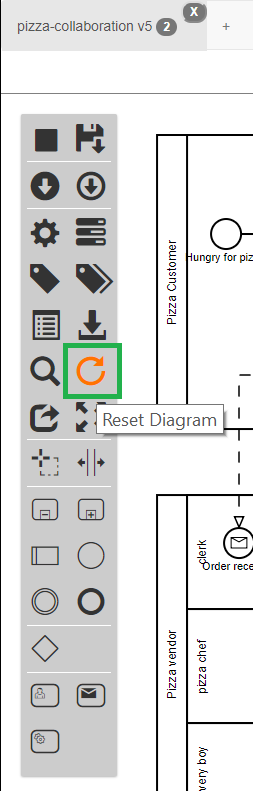 pizza-collaboration v5 2 X +
Pizza Customer
Hungry for piz
Reset Diagram
Pizza vendor
clerk
Order rece
pizza chef
very boy